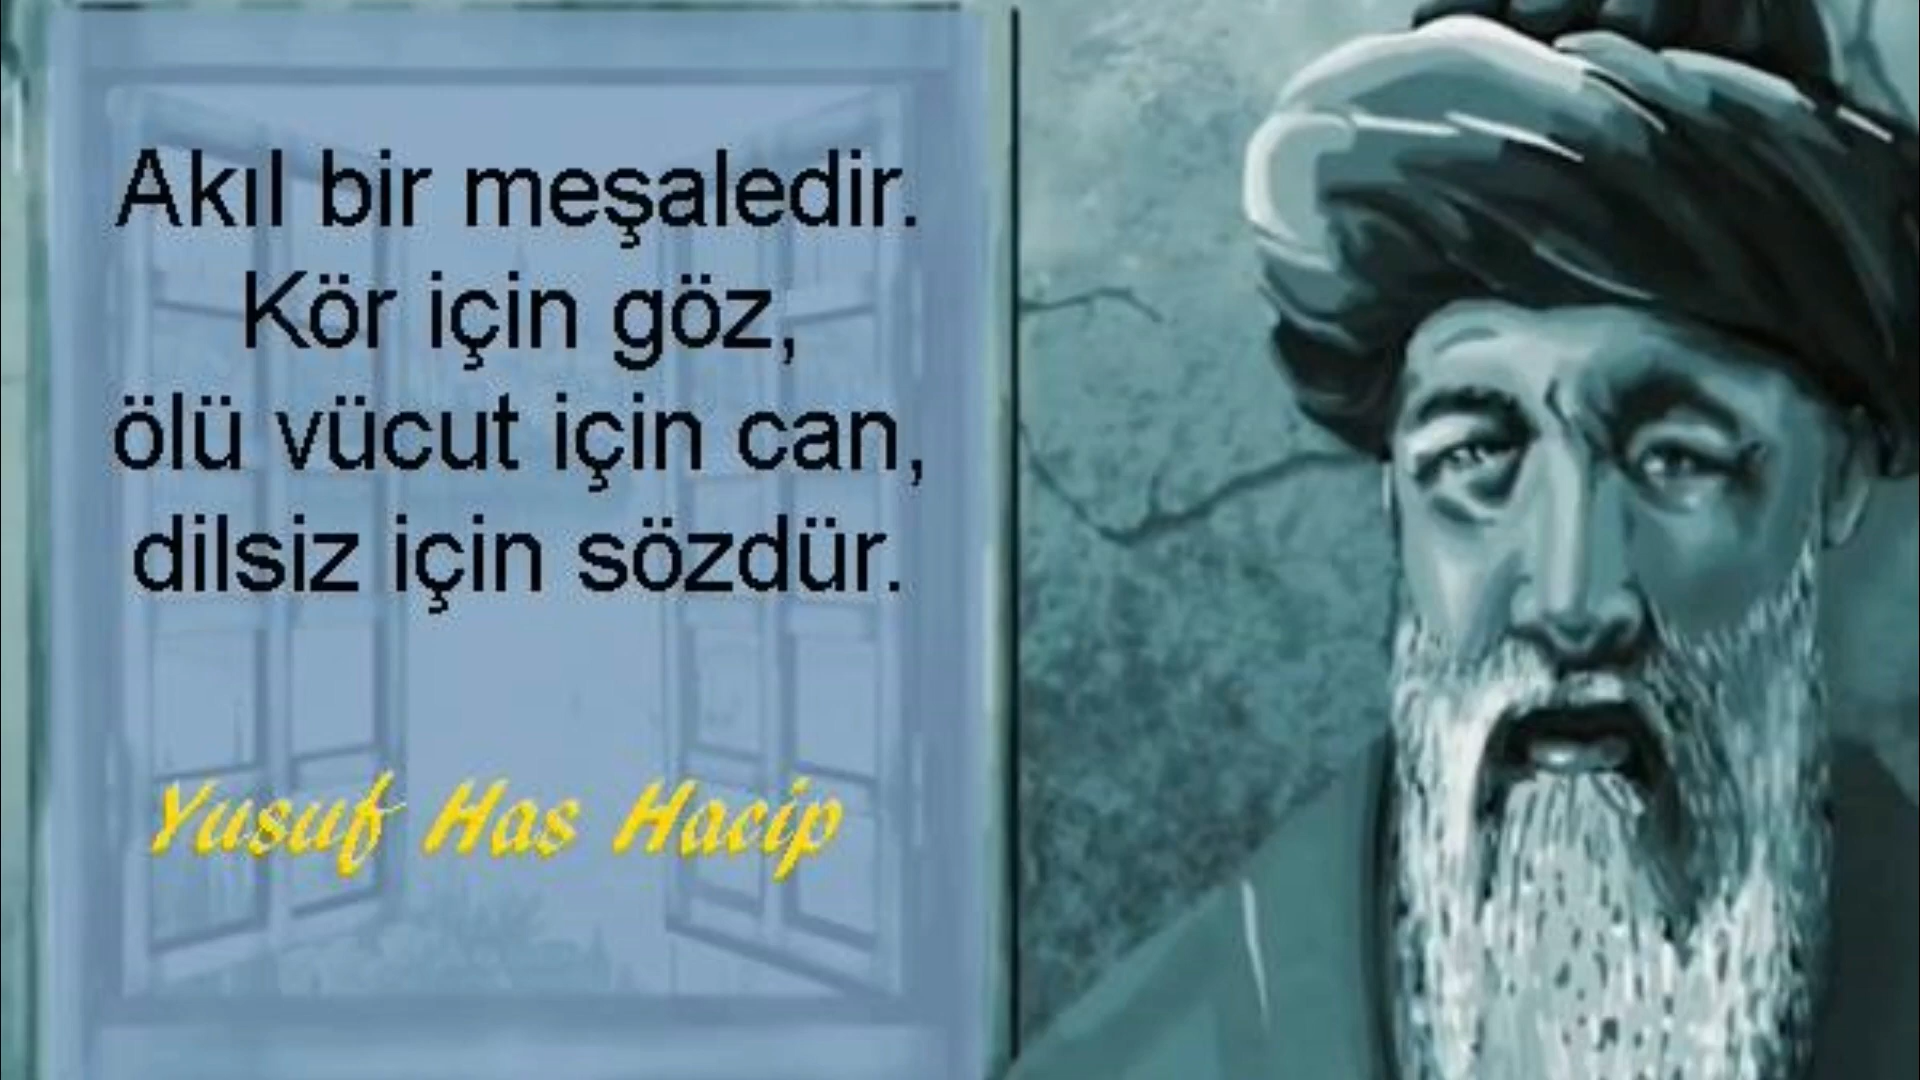 Akıl bir meşaledir.
Kör için göz,
ölü vücut için can,
dilsiz için sözdür.
Yusuf Has Hacip